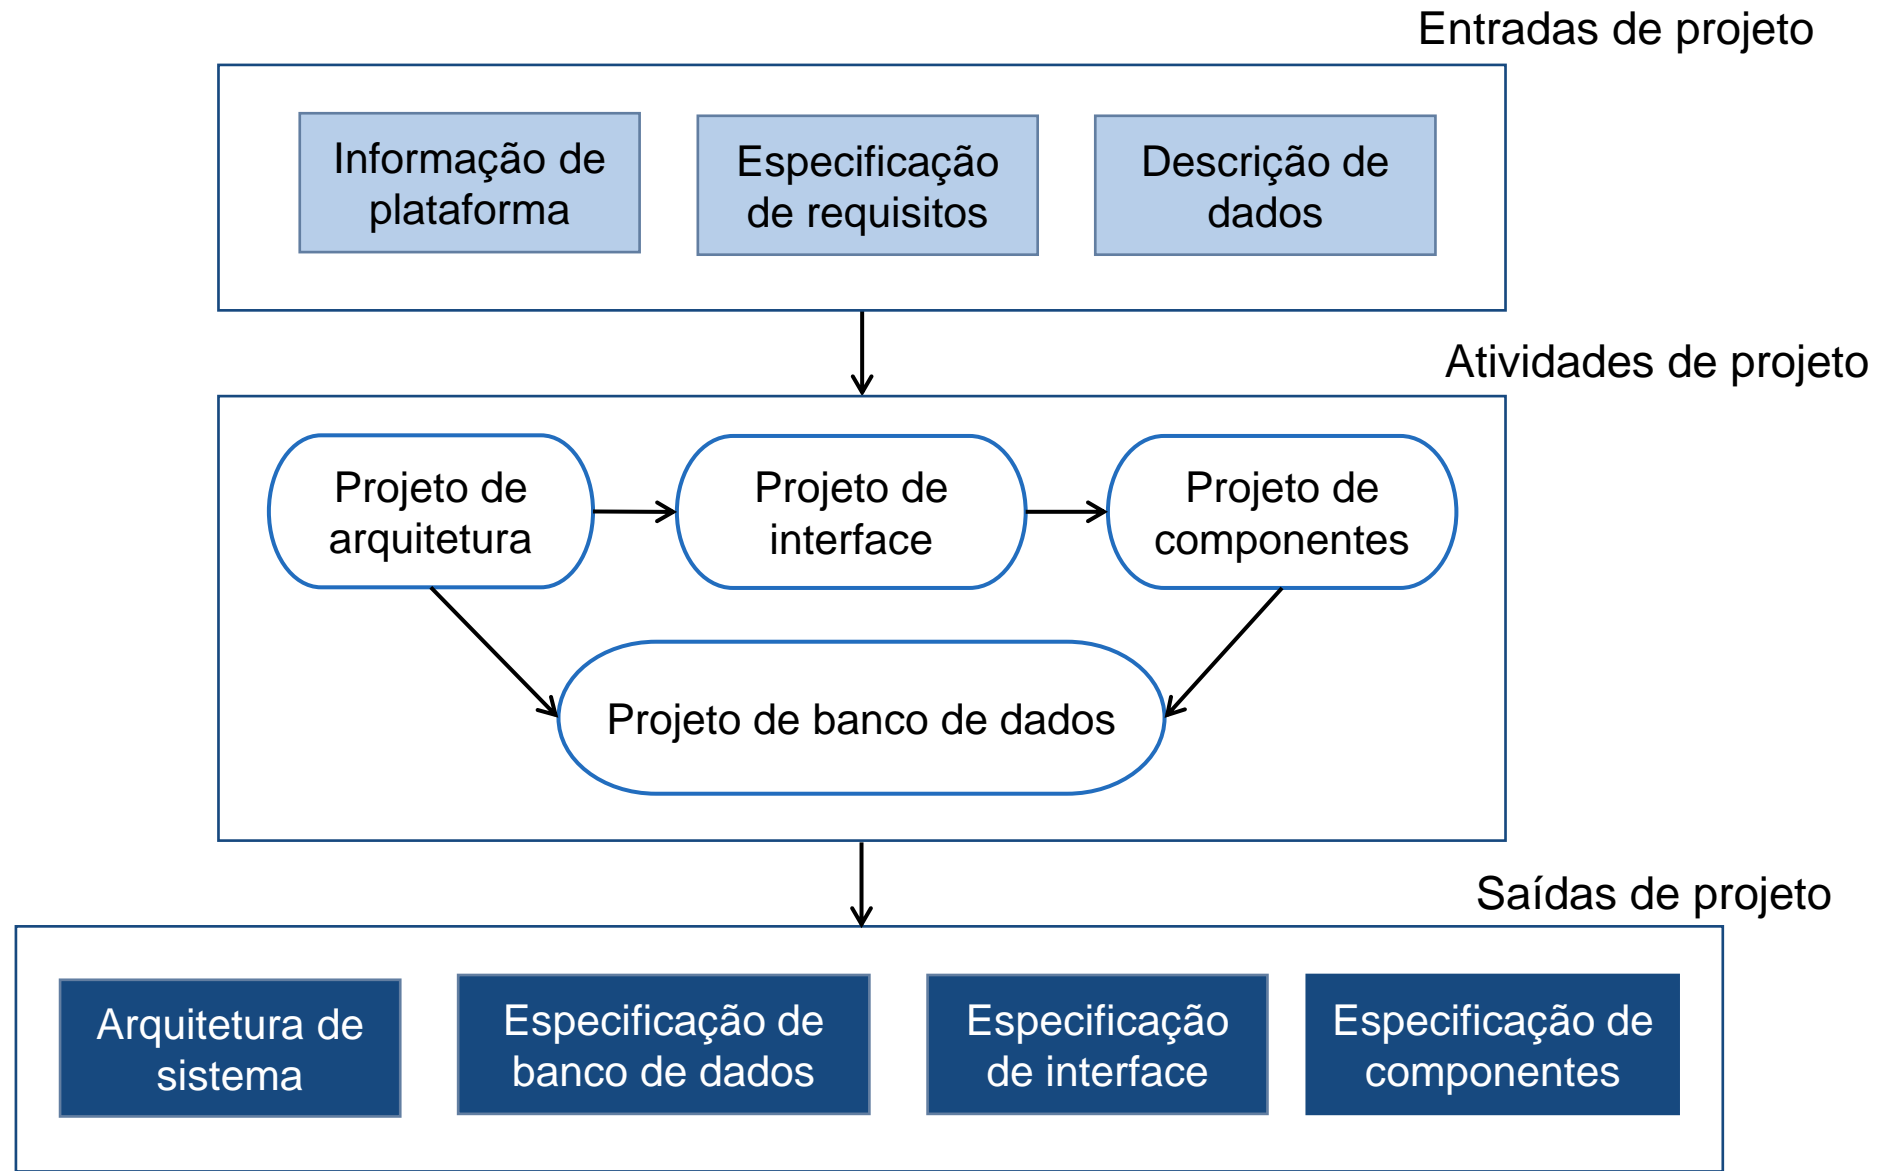 Entradas de projeto
Informação de
plataforma
Especificação
de requisitos
Descrição de
dados
Atividades de projeto
Projeto de
arquitetura
Projeto de
interface
Projeto de
componentes
Projeto de banco de dados
Saídas de projeto
Arquitetura de
sistema
Especificação de
banco de dados
Especificação
de interface
Especificação de
componentes